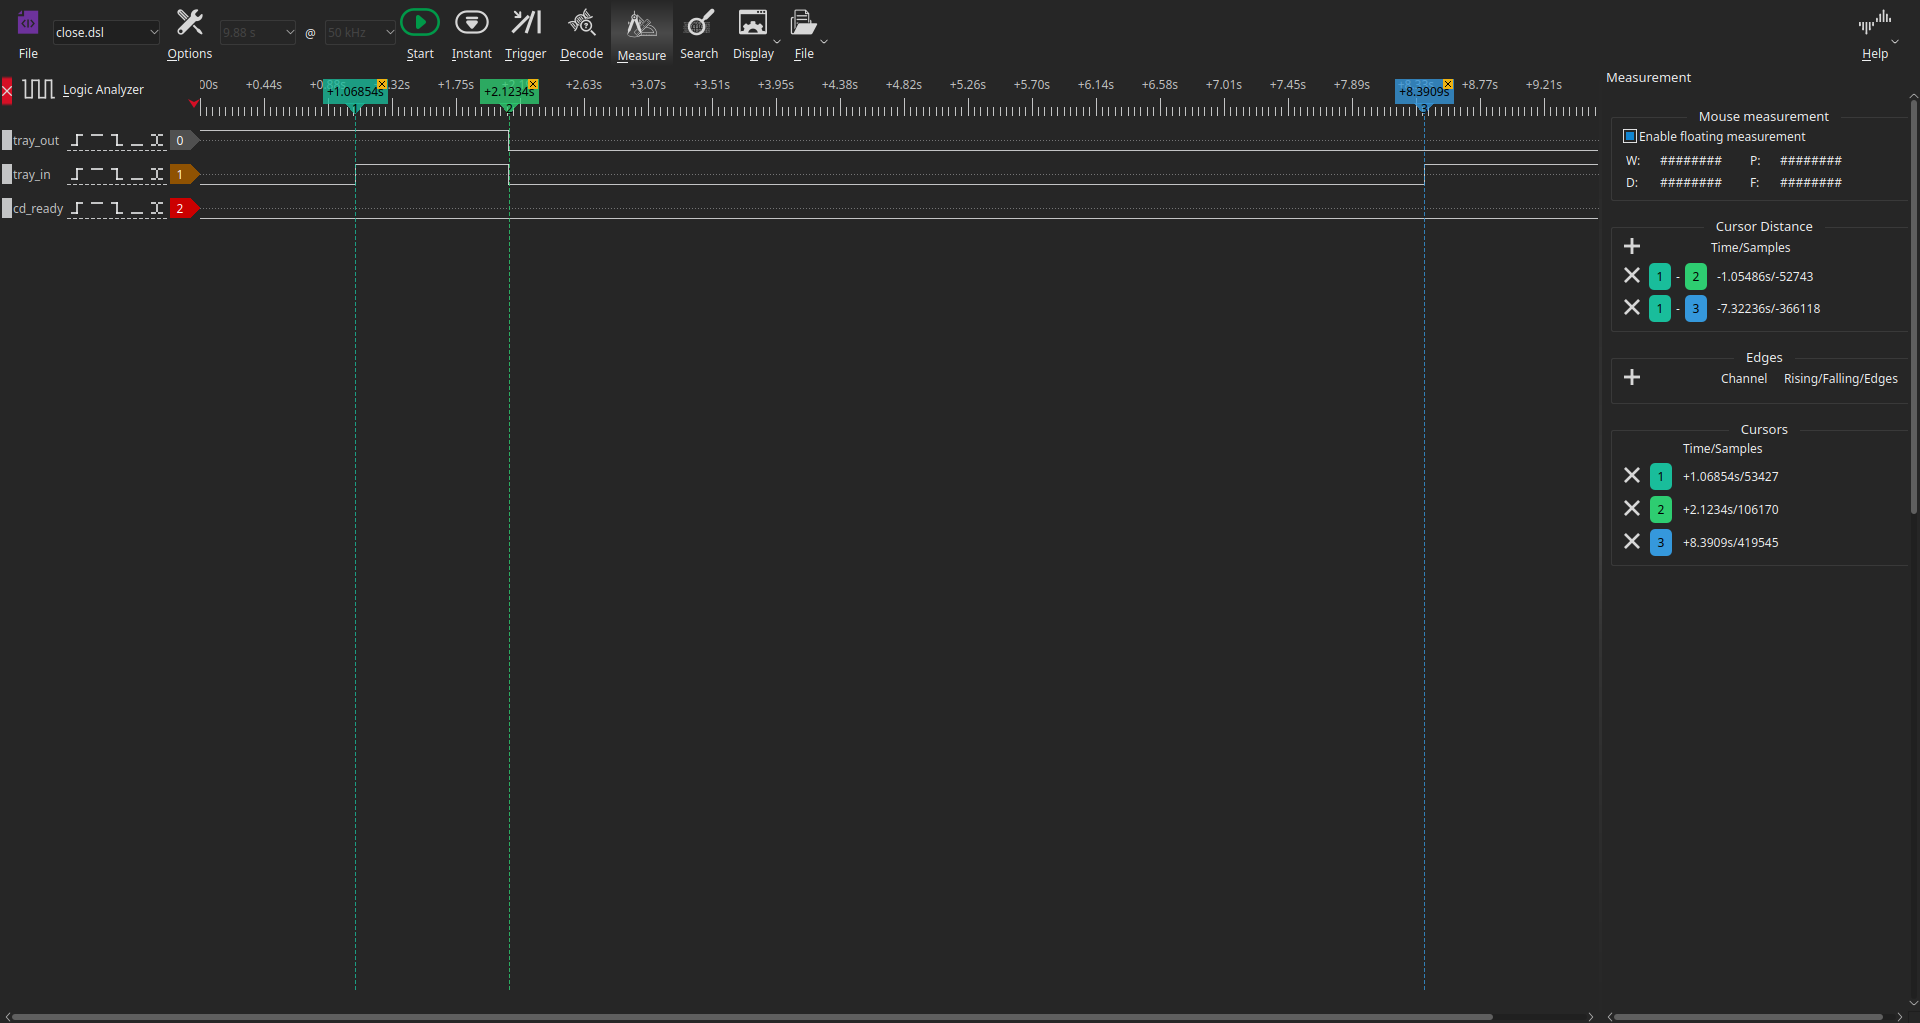 File
close.dsl
Options
9.88 s @ 50 kHz
Start
Instant
Trigger
Decode
Measure
Search
Display
File
Help
Logic Analyzer
00s +0.44s +1.06854s 32s +1.75s +2.1234s +2.63s +3.07s +3.51s +3.95s +4.38s +4.82s +5.26s +5.70s +6.14s +6.58s +7.01s +7.45s +7.89s +8.3909s +8.77s +9.21s
1 2 3
tray_out 0
tray_in 1
cd_ready 2
Measurement
Mouse measurement
Enable floating measurement
W: ######## P: ########
D: ######## F: ########
Cursor Distance
Time/Samples
1 - 2 -1.05486s/-52743
1 - 3 -7.32236s/-366118
Edges
Channel Rising/Falling/Edges
Cursors
Time/Samples
1 +1.06854s/53427
2 +2.1234s/106170
3 +8.3909s/419545